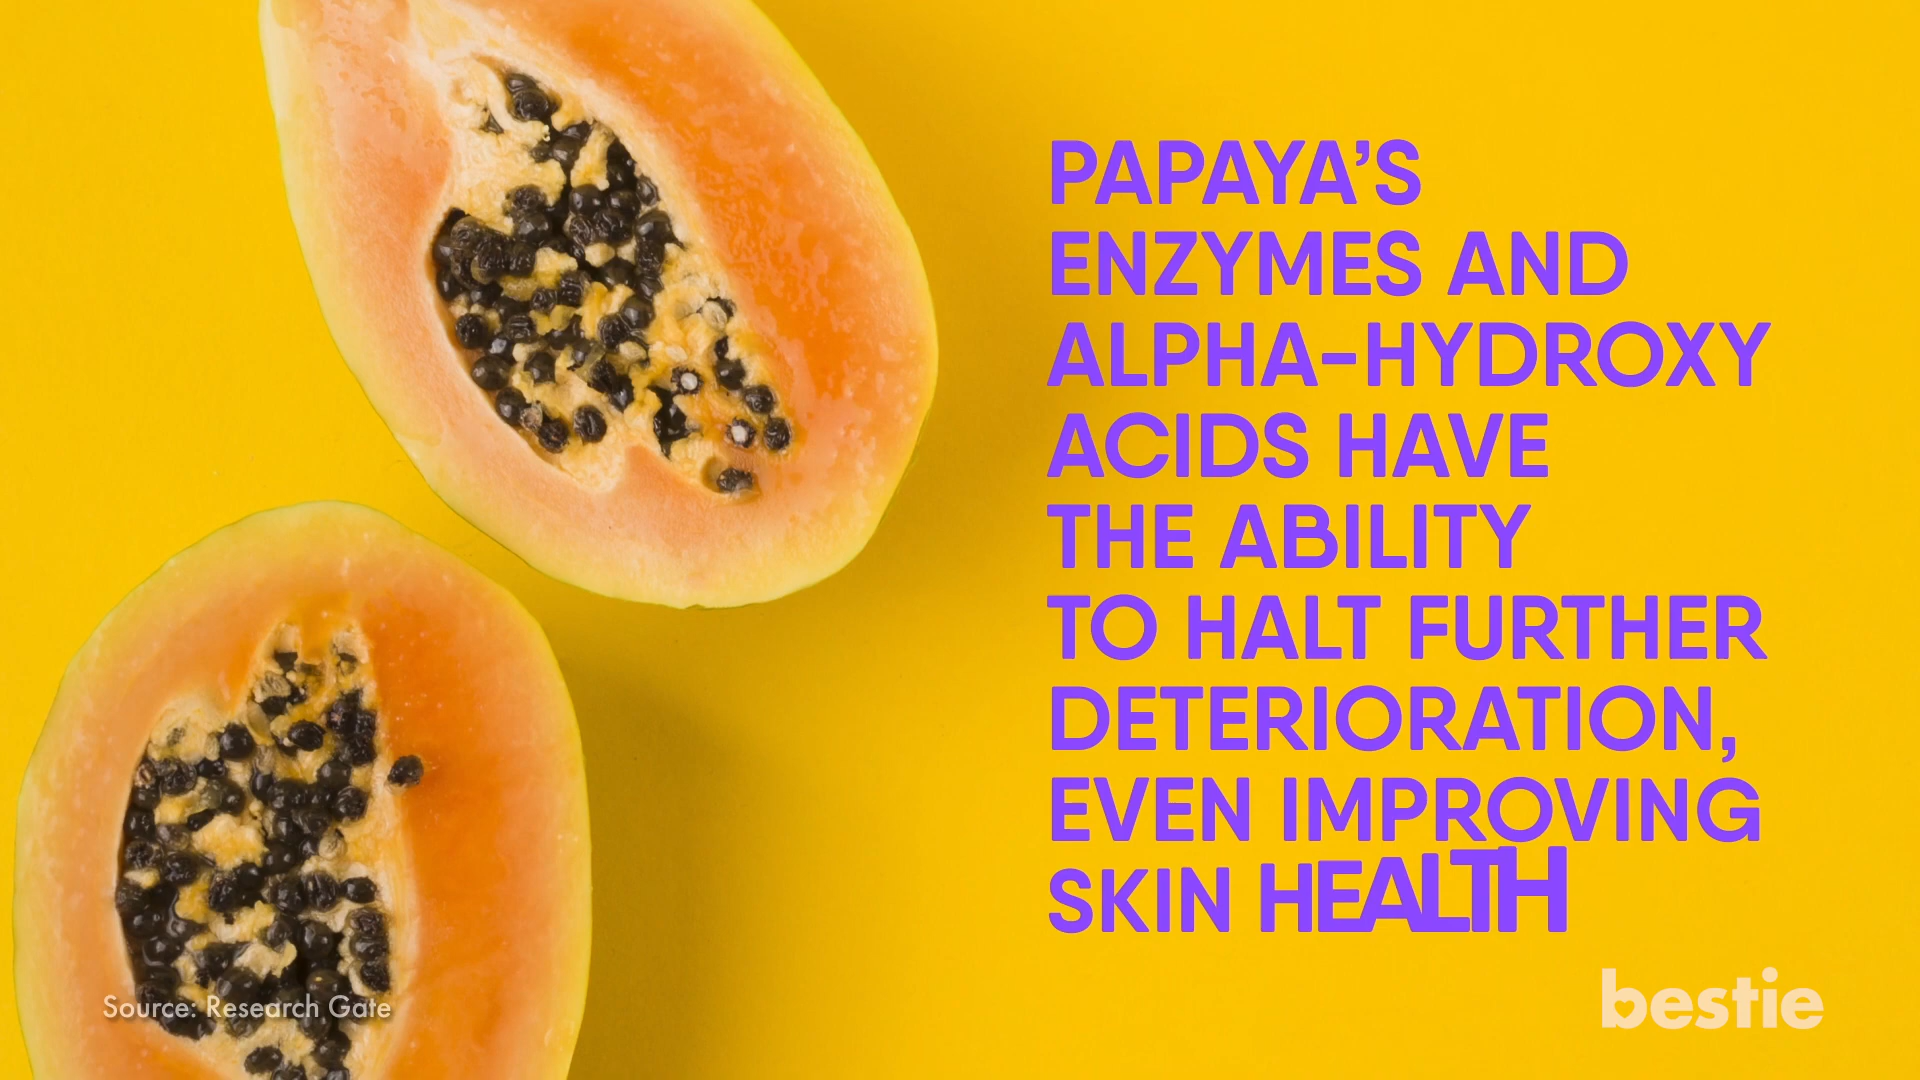 PAPAYA’S
ENZYMES AND
ALPHA-HYDROXY
ACIDS HAVE
THE ABILITY
TO HALT FURTHER
DETERIORATION,
EVEN IMPROVING
SKIN HEALTH
Source: Research Gate
bestie